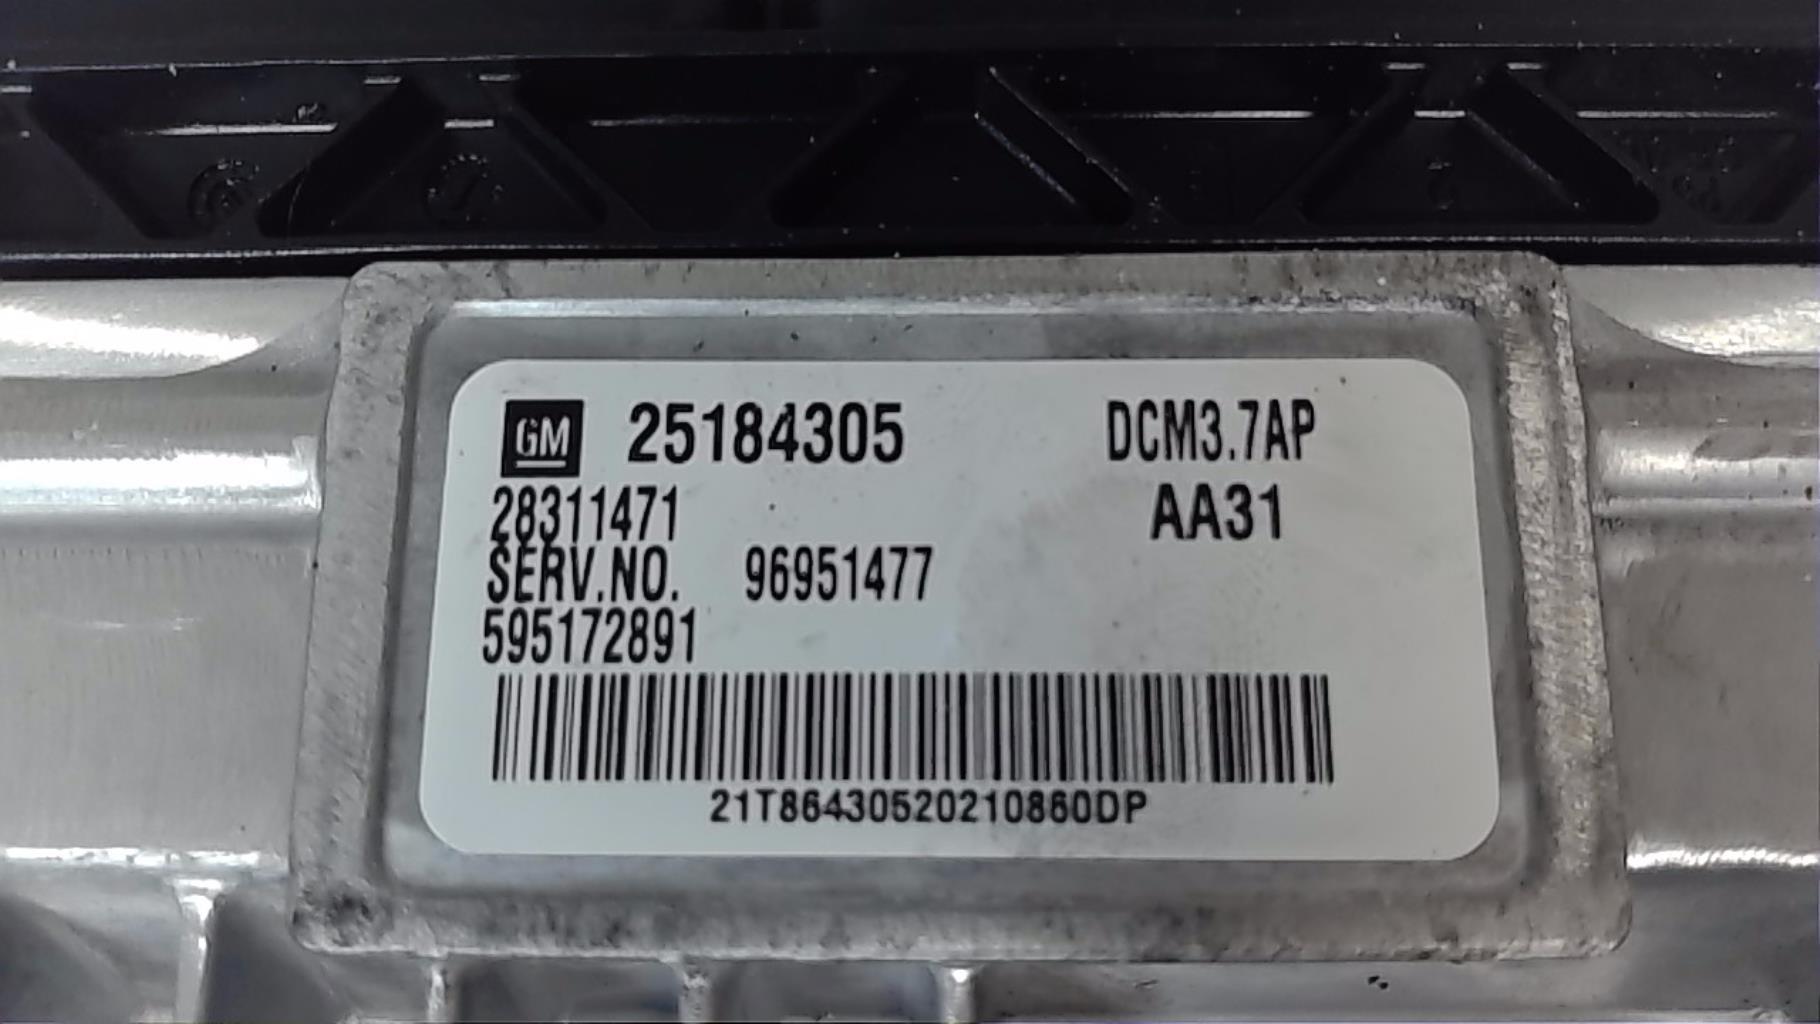 GM 25184305 DCM3.7AP
28311471 AA31
SERV.NO. 96951477
595172891
21T86430520210860DP